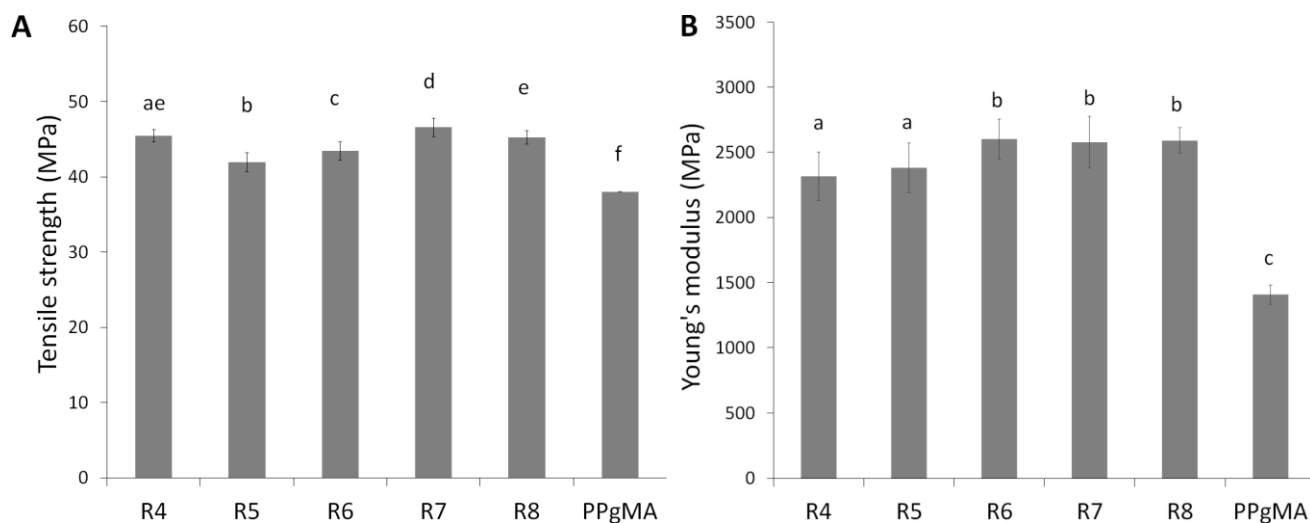 A
Tensile strength (MPa)
60
50
40
30
20
10
0
ae
b
c
d
e
f
R4 R5 R6 R7 R8 PPgMA
B
Young's modulus (MPa)
3500
3000
2500
2000
1500
1000
500
0
a
a
b
b
b
c
R4 R5 R6 R7 R8 PPgMA